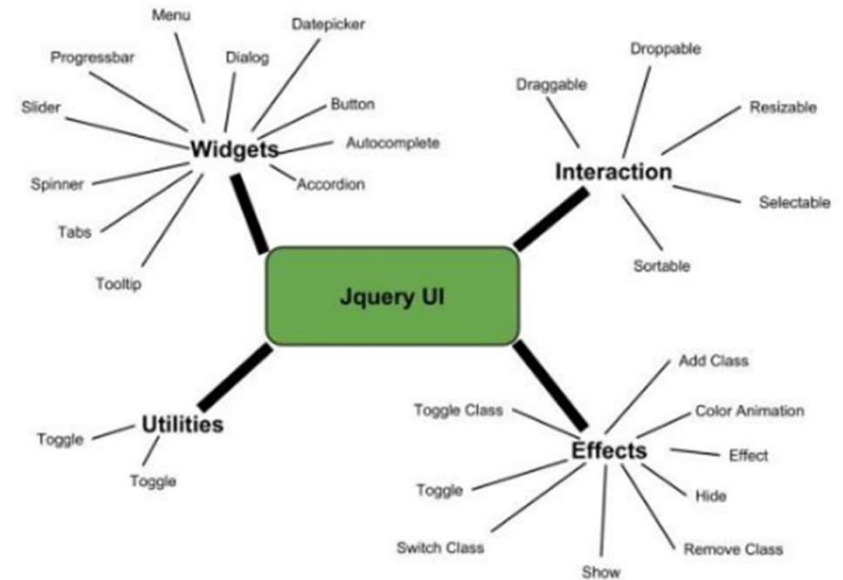 Menu
Datepicker
Progressbar
Dialog
Slider
Button
Widgets
Autocomplete
Spinner
Accordion
Tabs
Tooltip
Droppable
Draggable
Resizable
Interaction
Selectable
Sortable
Jquery UI
Utilities
Toggle
Toggle
Add Class
Toggle Class
Color Animation
Effects
Effect
Toggle
Hide
Switch Class
Remove Class
Show